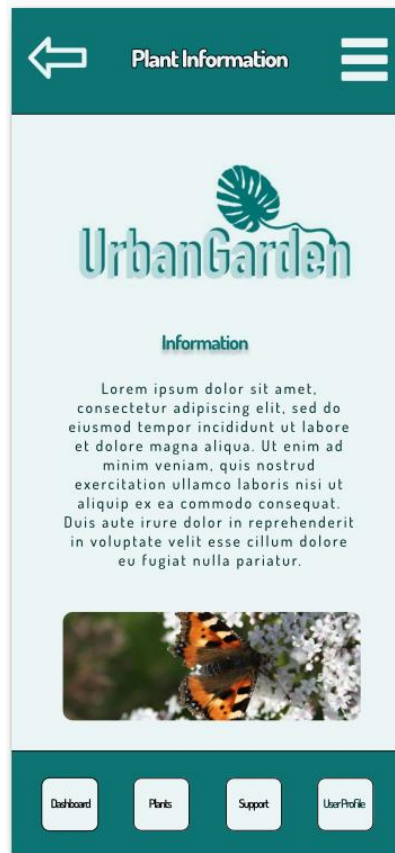 Plant Information
UrbanGarden
Information
Lorem ipsum dolor sit amet,
consectetur adipiscing elit, sed do
eiusmod tempor incididunt ut labore
et dolore magna aliqua. Ut enim ad
minim veniam, quis nostrud
exercitation ullamco laboris nisi ut
aliquip ex ea commodo consequat.
Duis aute irure dolor in reprehenderit
in voluptate velit esse cillum dolore
eu fugiat nulla pariatur.
Dashboard
Plants
Support
User Profile